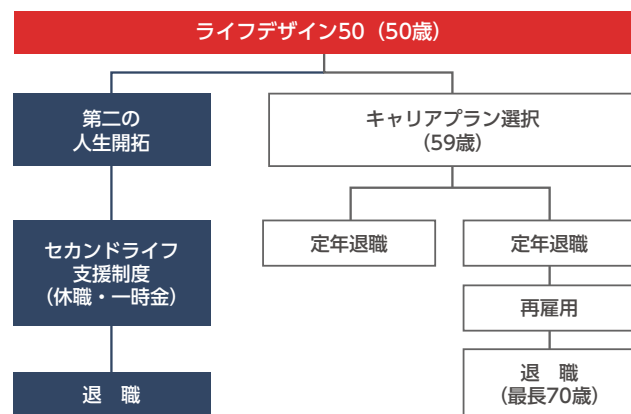 ライフデザイン50（50歳）
第二の
人生開拓
キャリアプラン選択
（59歳）
セカンドライフ
支援制度
（休職・一時金）
定年退職
定年退職
再雇用
退　職
退　職
（最長70歳）